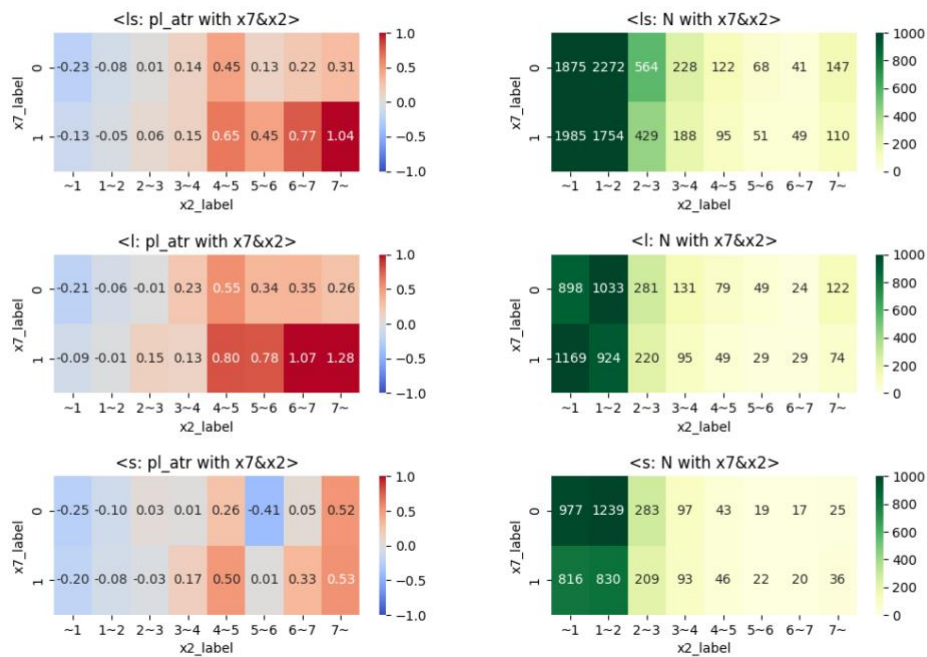 <ls: pl_atr with x7&x2>
x7_label
0
-0.23 -0.08 0.01 0.14 0.45 0.13 0.22 0.31
1
-0.13 -0.05 0.06 0.15 0.65 0.45 0.77 1.04
~1 1~2 2~3 3~4 4~5 5~6 6~7 7~
x2_label
1.0
0.5
0.0
-0.5
-1.0
<ls: N with x7&x2>
x7_label
0
1875 2272 564 228 122 68 41 147
1
1985 1754 429 188 95 51 49 110
~1 1~2 2~3 3~4 4~5 5~6 6~7 7~
x2_label
1000
800
600
400
200
0
<l: pl_atr with x7&x2>
x7_label
0
-0.21 -0.06 -0.01 0.23 0.55 0.34 0.35 0.26
1
-0.09 -0.01 0.15 0.13 0.80 0.78 1.07 1.28
~1 1~2 2~3 3~4 4~5 5~6 6~7 7~
x2_label
1.0
0.5
0.0
-0.5
-1.0
<l: N with x7&x2>
x7_label
0
898 1033 281 131 79 49 24 122
1
1169 924 220 95 49 29 29 74
~1 1~2 2~3 3~4 4~5 5~6 6~7 7~
x2_label
1000
800
600
400
200
0
<s: pl_atr with x7&x2>
x7_label
0
-0.25 -0.10 0.03 0.01 0.26 -0.41 0.05 0.52
1
-0.20 -0.08 -0.03 0.17 0.50 0.01 0.33 0.53
~1 1~2 2~3 3~4 4~5 5~6 6~7 7~
x2_label
1.0
0.5
0.0
-0.5
-1.0
<s: N with x7&x2>
x7_label
0
977 1239 283 97 43 19 17 25
1
816 830 209 93 46 22 20 36
~1 1~2 2~3 3~4 4~5 5~6 6~7 7~
x2_label
1000
800
600
400
200
0